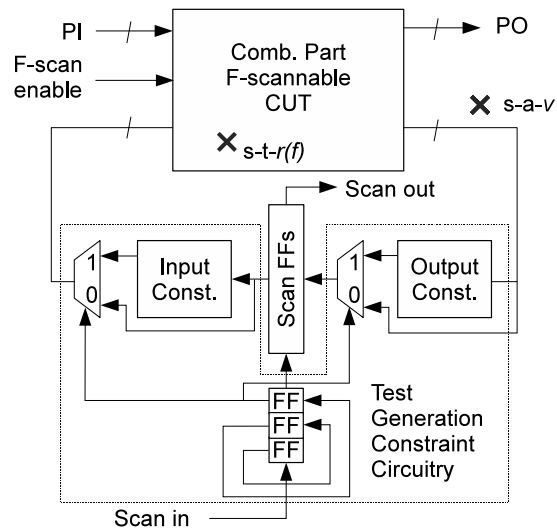 PI
F-scan
enable
Comb. Part
F-scannable
CUT
PO
s-a-v
s-t-r(f)
Scan out
1
0
Input
Const.
Scan FFs
1
0
Output
Const.
FF
FF
FF
Test
Generation
Constraint
Circuitry
Scan in